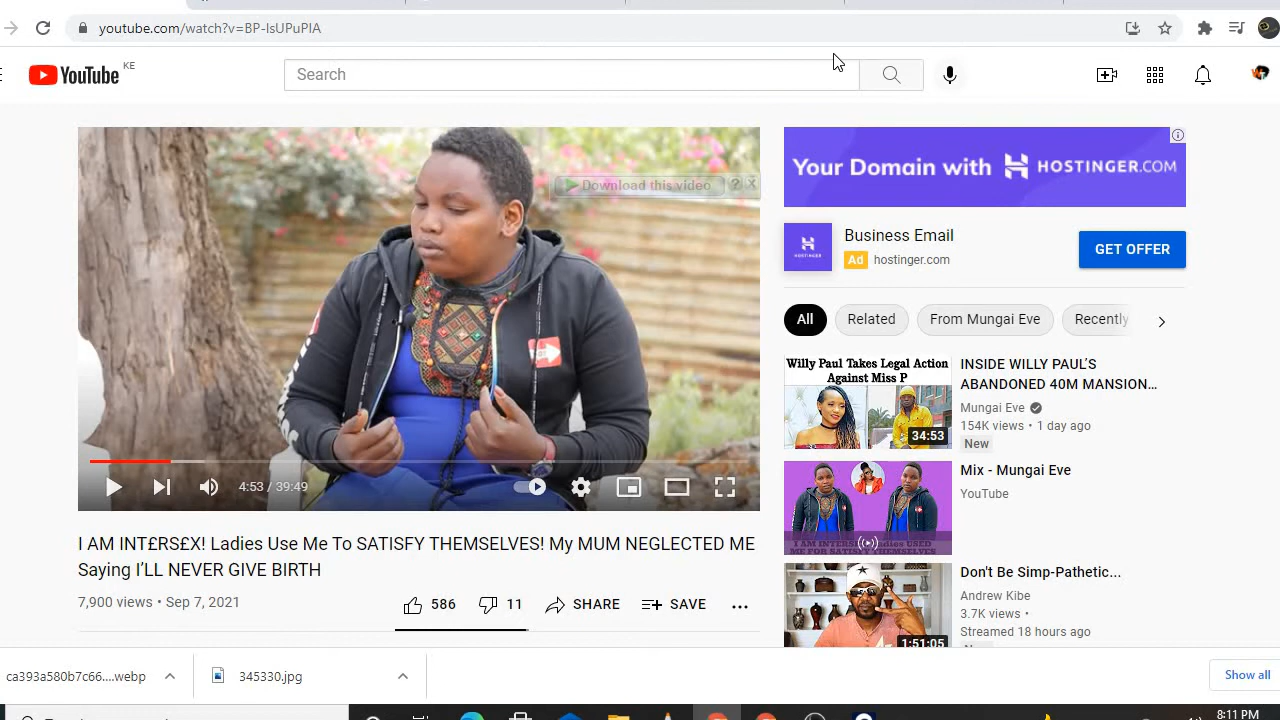 youtube.com/watch?v=BP-IsUPuPIA
YouTube KE
Search
Download this video ? X
Your Domain with HOSTINGER.COM
HOSTINGER
Business Email
Ad hostinger.com
GET OFFER
All
Related
From Mungai Eve
Recently
Willy Paul Takes Legal Action
Against Miss P
34:53
INSIDE WILLY PAUL'S
ABANDONED 40M MANSION...
Mungai Eve
154K views • 1 day ago
New
4:53 / 39:49
Mix - Mungai Eve
YouTube
I AM INT£RS£X! Ladies Use Me To SATISFY THEMSELVES! My MUM NEGLECTED ME
Saying I'LL NEVER GIVE BIRTH
7,900 views • Sep 7, 2021
586
11
SHARE
SAVE
Don't Be Simp-Pathetic...
Andrew Kibe
3.7K views •
Streamed 18 hours ago
1:51:05
ca393a580b7c66....webp
345330.jpg
Show all
8:11 PM